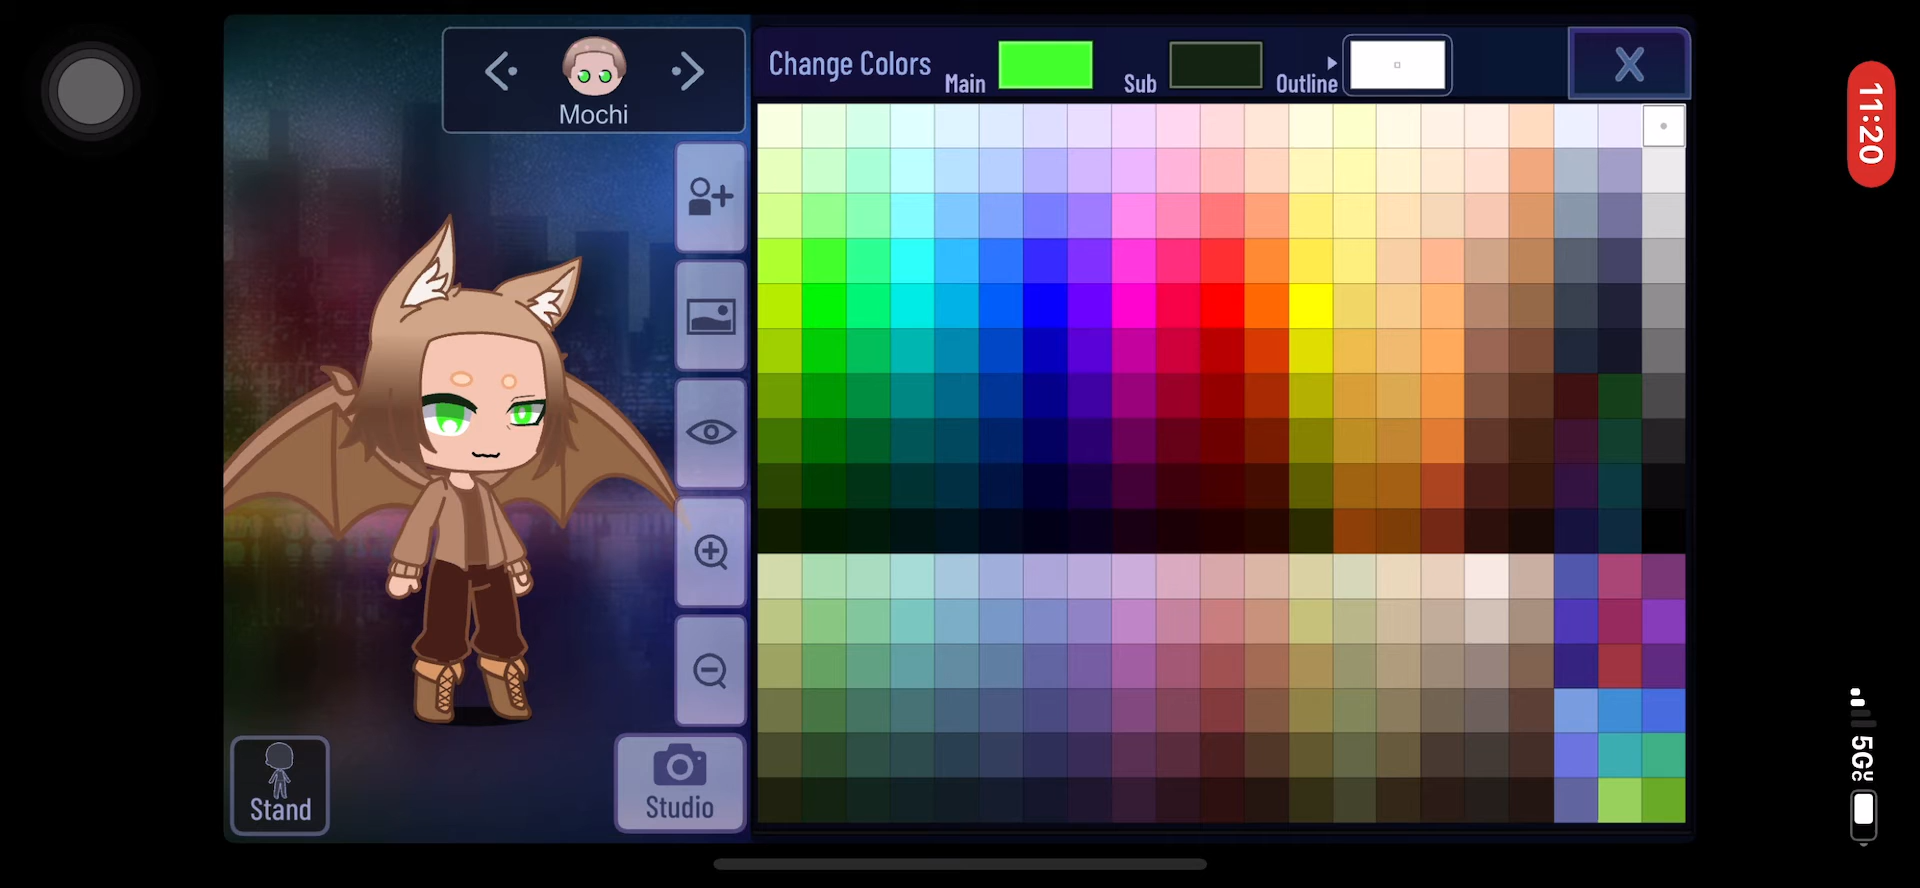 Mochi
Change Colors
Main
Sub
Outline
X
Stand
Studio
11:20
5G